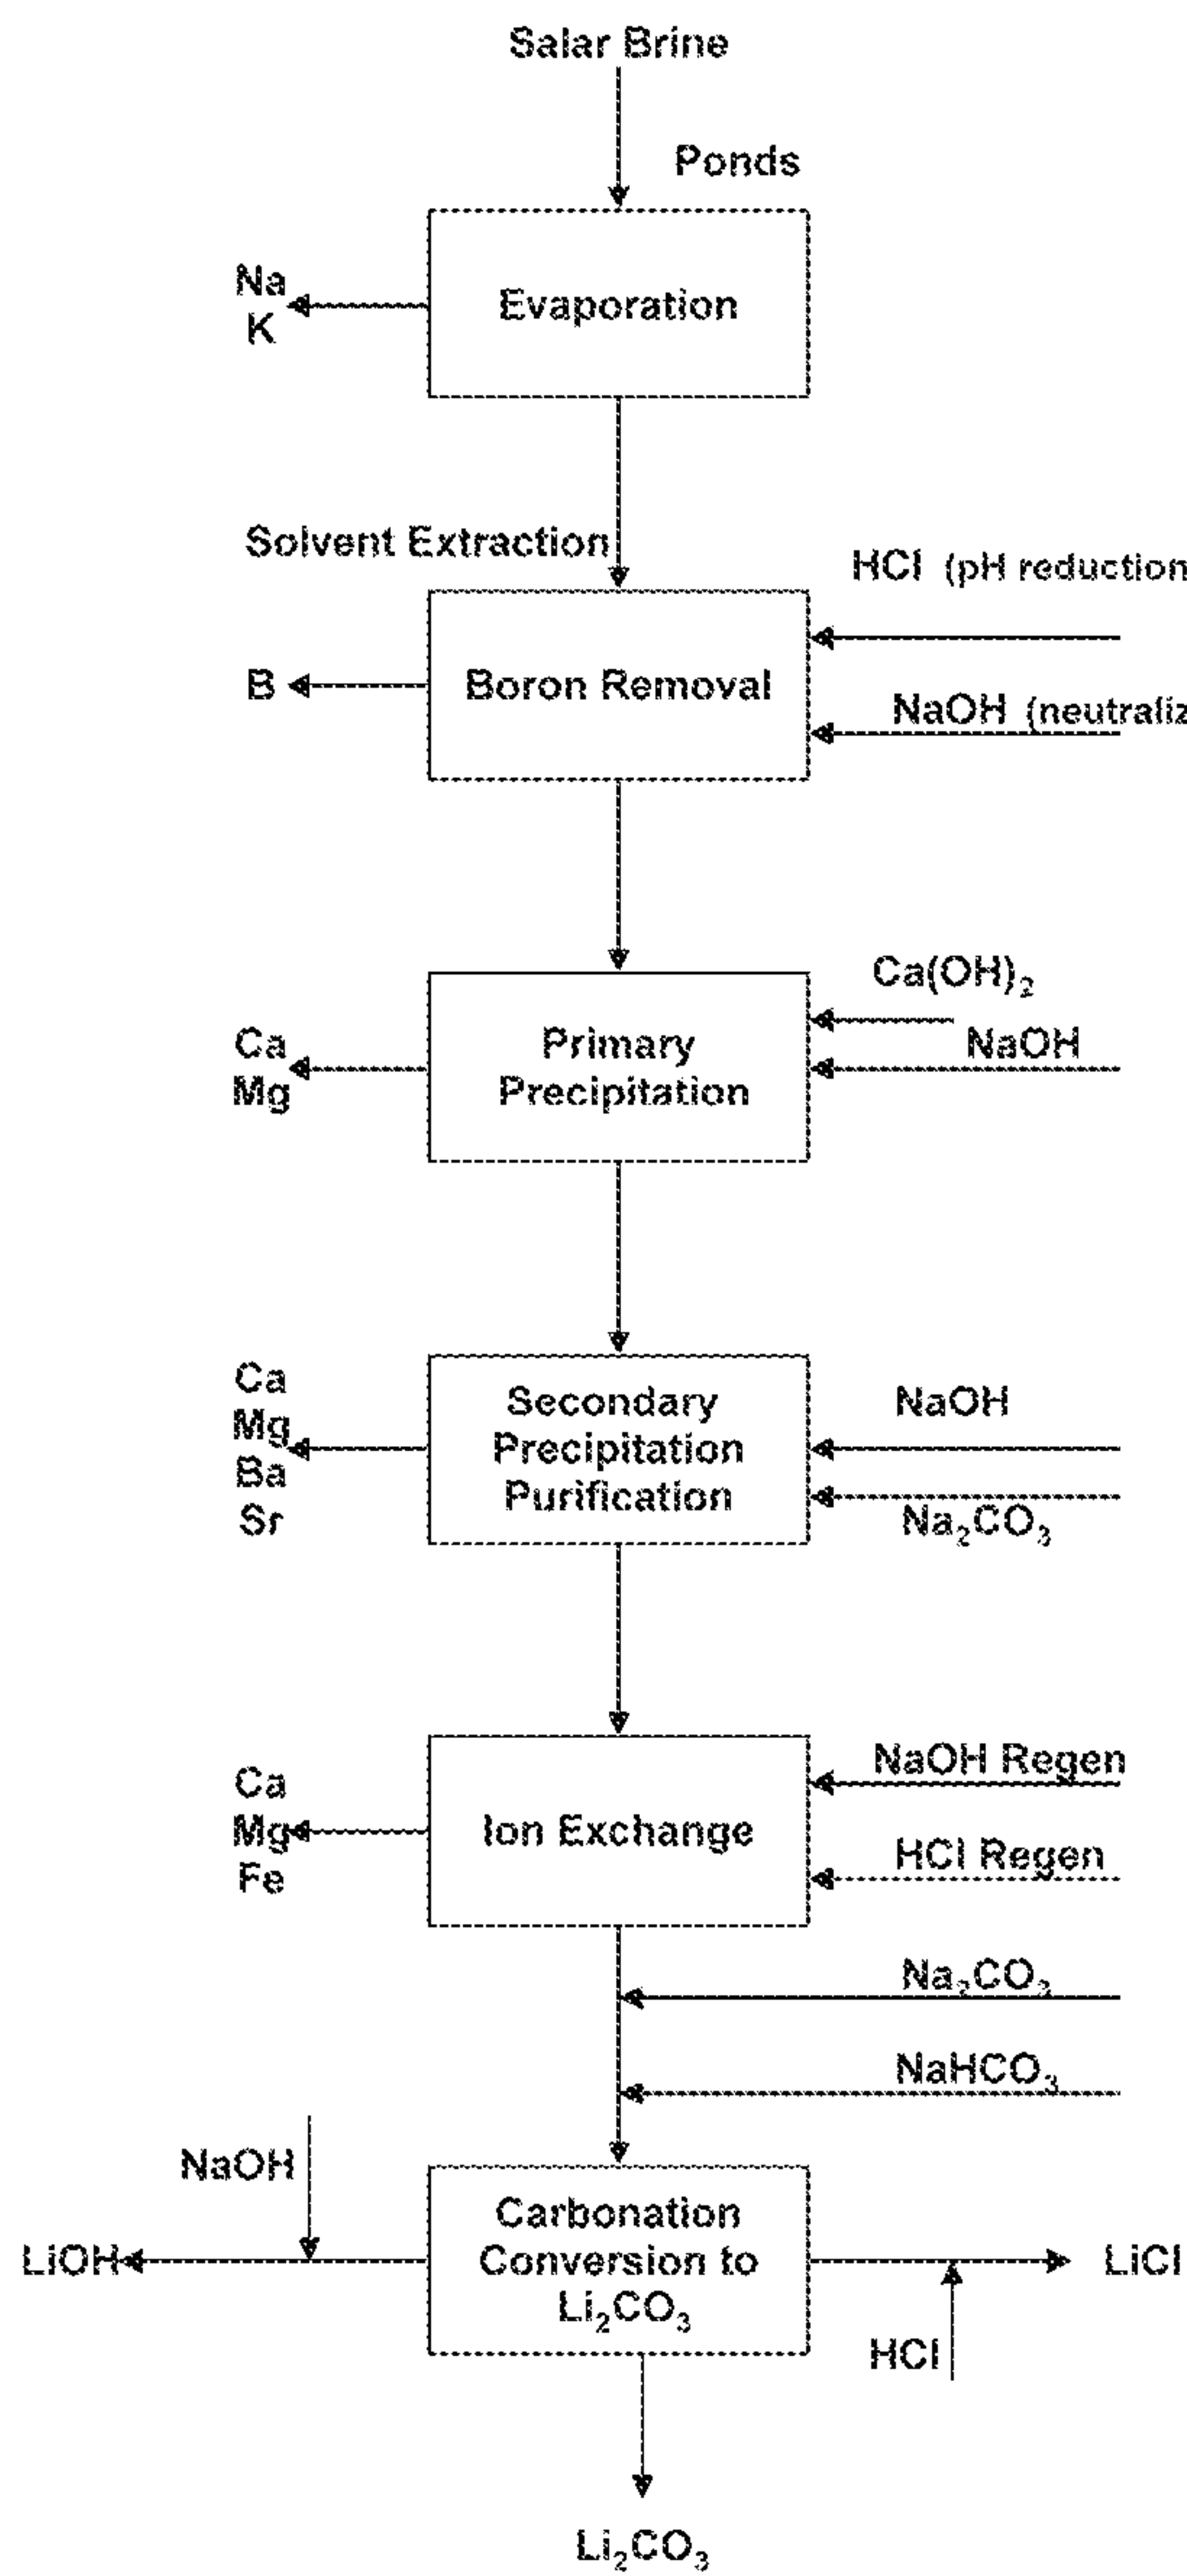 Salar Brine
Ponds
Na
K
Evaporation
Solvent Extraction
HCl (pH reduction
B
Boron Removal
NaOH (neutraliz
Ca(OH)₂
NaOH
Ca
Mg
Primary
Precipitation
Ca
Mg
Ba
Sr
Secondary
Precipitation
Purification
NaOH
Na₂CO₃
Ca
Mg
Fe
Ion Exchange
NaOH Regen
HCl Regen
Na₂CO₃
NaHCO₃
NaOH
LiOH
Carbonation
Conversion to
Li₂CO₃
LiCl
HCl
Li₂CO₃